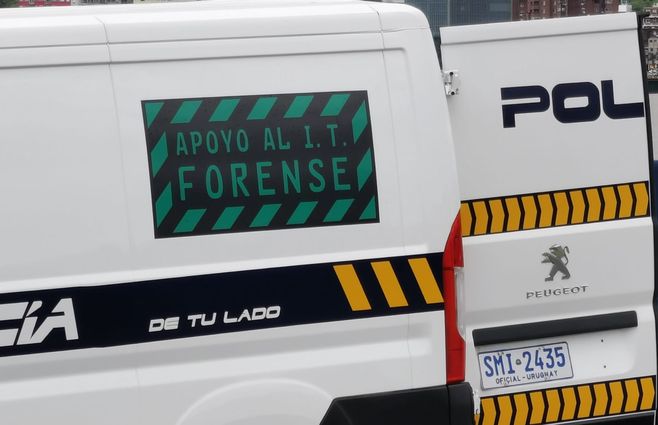 APOYO AL I.T.
FORENSE
CÍA
DE TU LADO
POL
PEUGEOT
SMI·2435
OFICIAL-URUGUAY